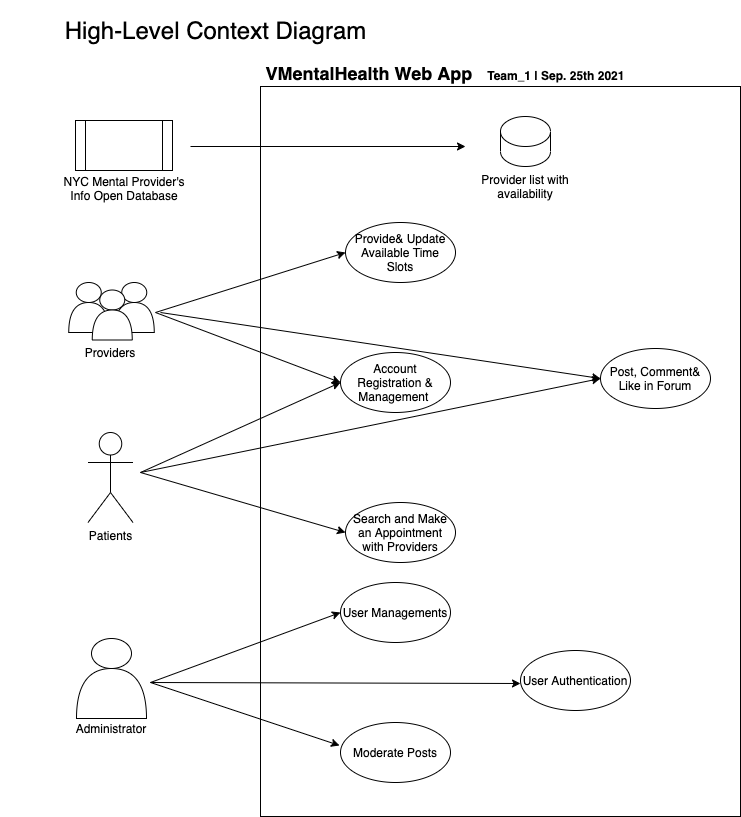 High-Level Context Diagram
VMentalHealth Web App Team_1 I Sep. 25th 2021
NYC Mental Provider's
Info Open Database
Provider list with
availability
Provide& Update
Available Time
Slots
Providers
Account
Registration &
Management
Post, Comment&
Like in Forum
Patients
Search and Make
an Appointment
with Providers
User Managements
User Authentication
Administrator
Moderate Posts